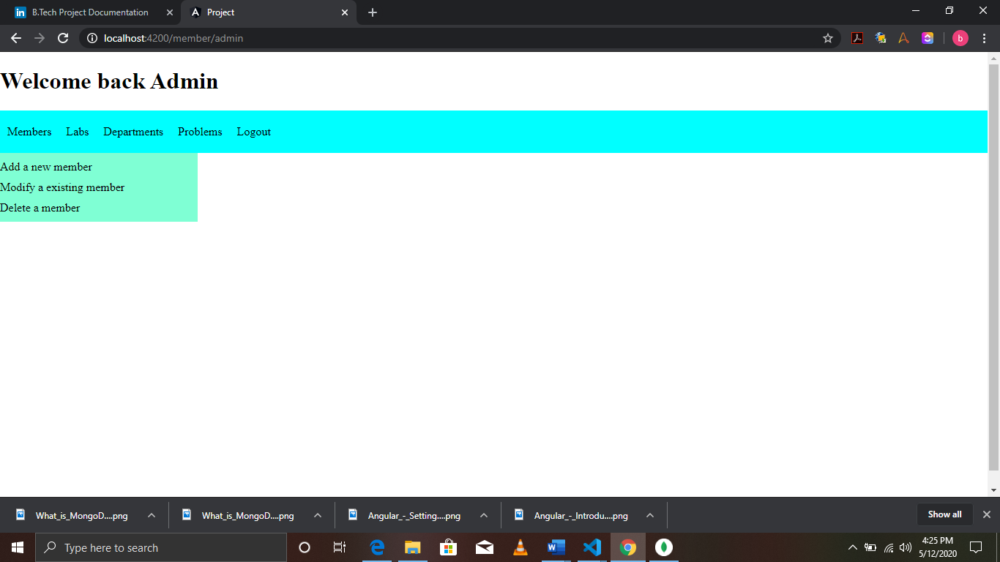 in B.Tech Project Documentation
Project
localhost:4200/member/admin
b
Welcome back Admin
Members Labs Departments Problems Logout
Add a new member
Modify a existing member
Delete a member
What_is_MongoD....png
What_is_MongoD....png
Angular_-_Setting....png
Angular_-_Introdu....png
Show all
Type here to search
4:25 PM
5/12/2020